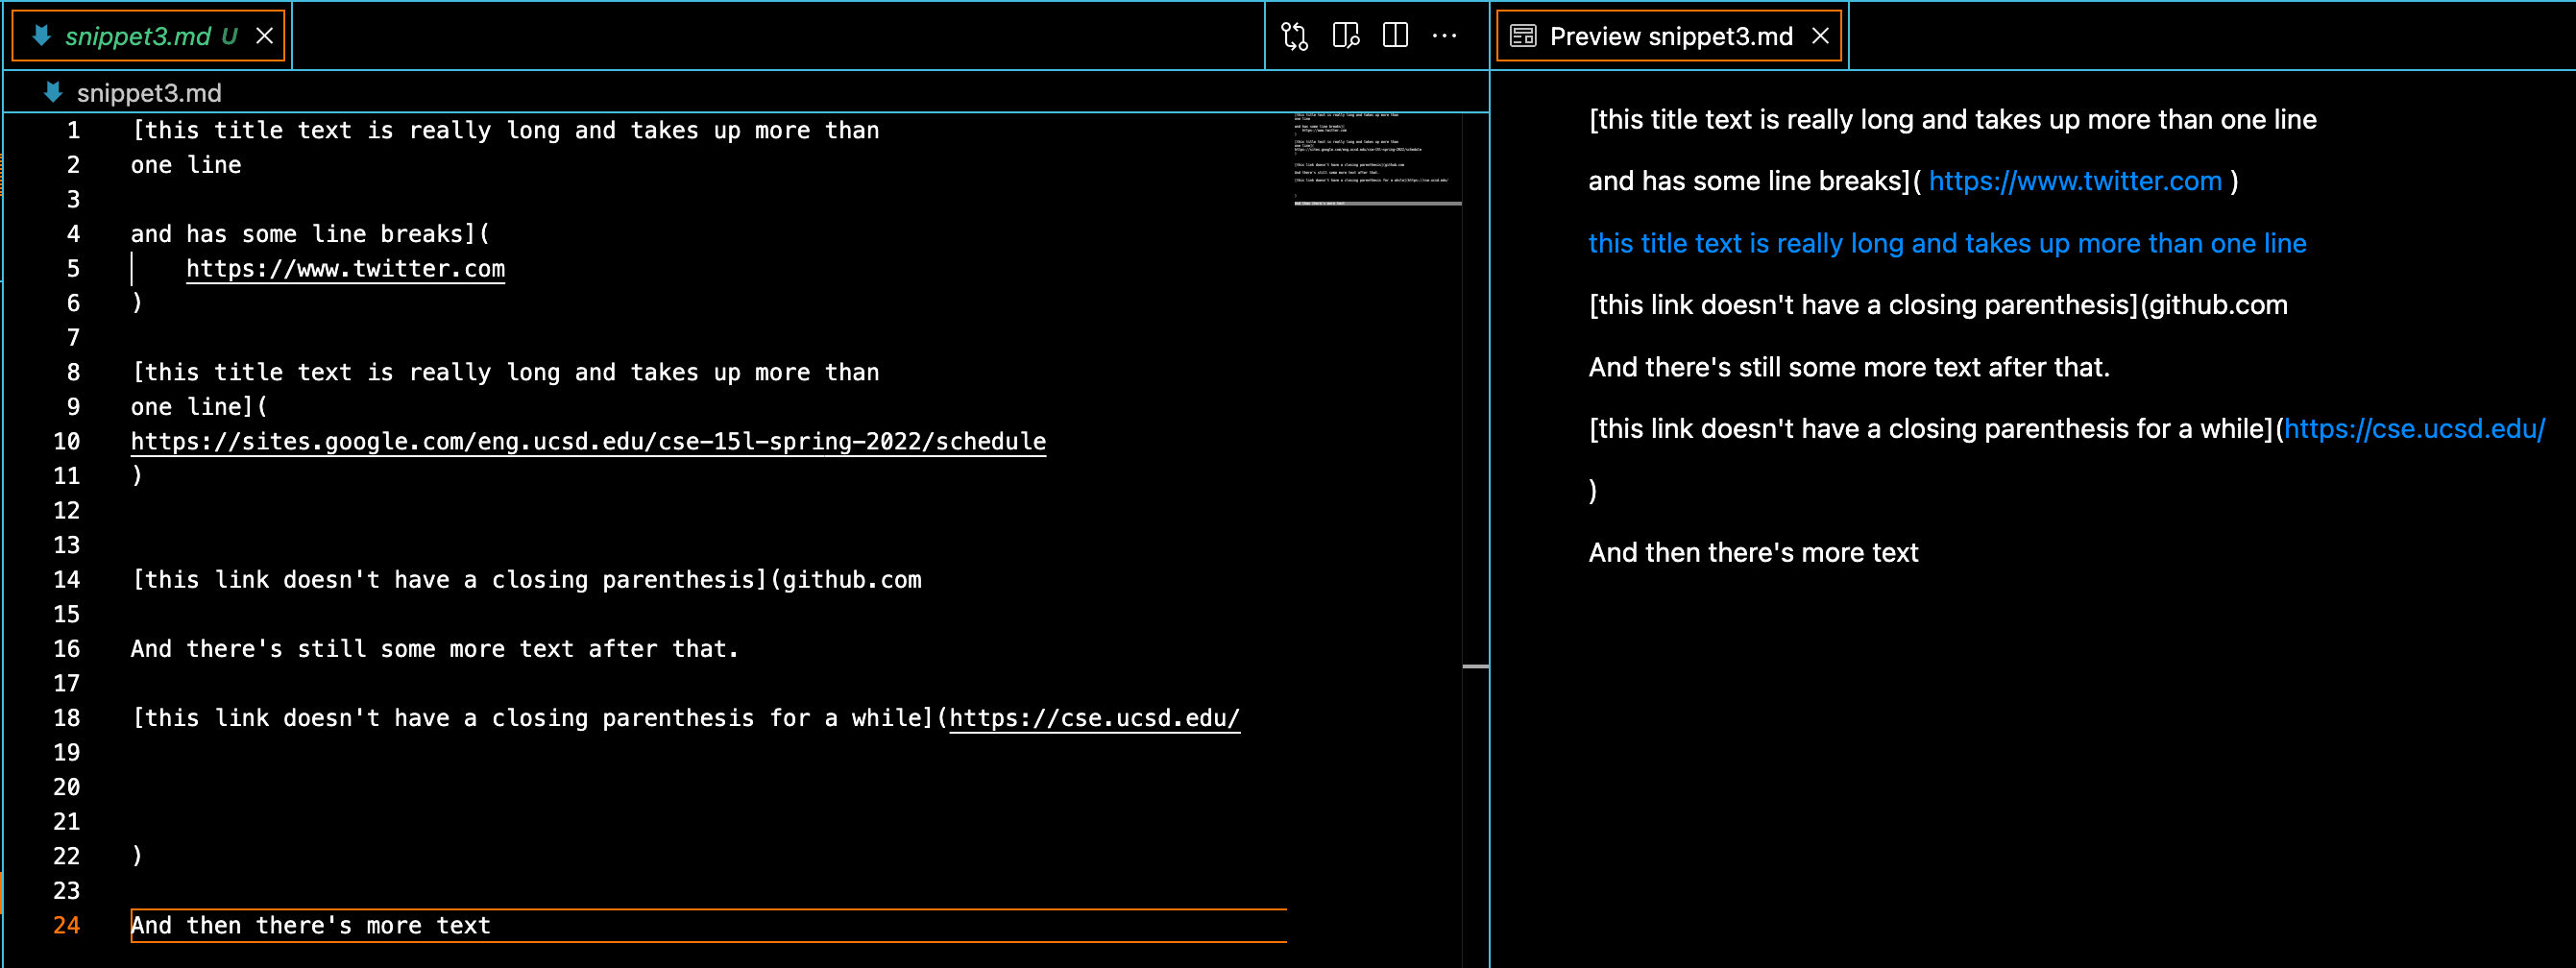 snippet3.md U
Preview snippet3.md
snippet3.md
1 [this title text is really long and takes up more than
2 one line
3
4 and has some line breaks](
5 https://www.twitter.com
6 )
7
8 [this title text is really long and takes up more than
9 one line](
10 https://sites.google.com/eng.ucsd.edu/cse-15l-spring-2022/schedule
11 )
12
13
14 [this link doesn't have a closing parenthesis](github.com
15
16 And there's still some more text after that.
17
18 [this link doesn't have a closing parenthesis for a while](https://cse.ucsd.edu/
19
20
21
22 )
23
24 And then there's more text
[this title text is really long and takes up more than one line
and has some line breaks]( https://www.twitter.com )
this title text is really long and takes up more than one line
[this link doesn't have a closing parenthesis](github.com
And there's still some more text after that.
[this link doesn't have a closing parenthesis for a while](https://cse.ucsd.edu/
)
And then there's more text